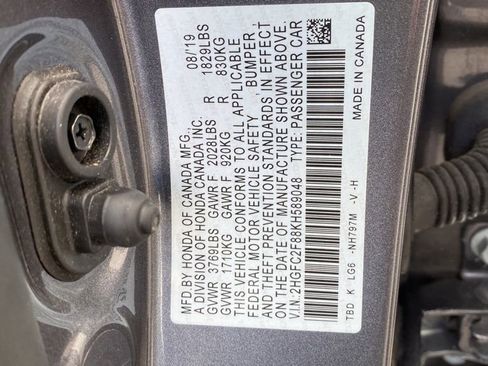 MFD BY HONDA OF CANADA MFG., 08/19
A DIVISION OF HONDA CANADA INC.
GVWR 3769LBS GAWR F 2028LBS R 1829LBS
GVWR 1710KG GAWR F 920KG R 830KG
THIS VEHICLE CONFORMS TO ALL APPLICABLE
FEDERAL MOTOR VEHICLE SAFETY, BUMPER
AND THEFT PREVENTION STANDARDS IN EFFECT
ON THE DATE OF MANUFACTURE SHOWN ABOVE.
V.I.N. 2HGFC2F88KH589048 TYPE: PASSENGER CAR
TBD K LG6 -NH797M -V -H MADE IN CANADA